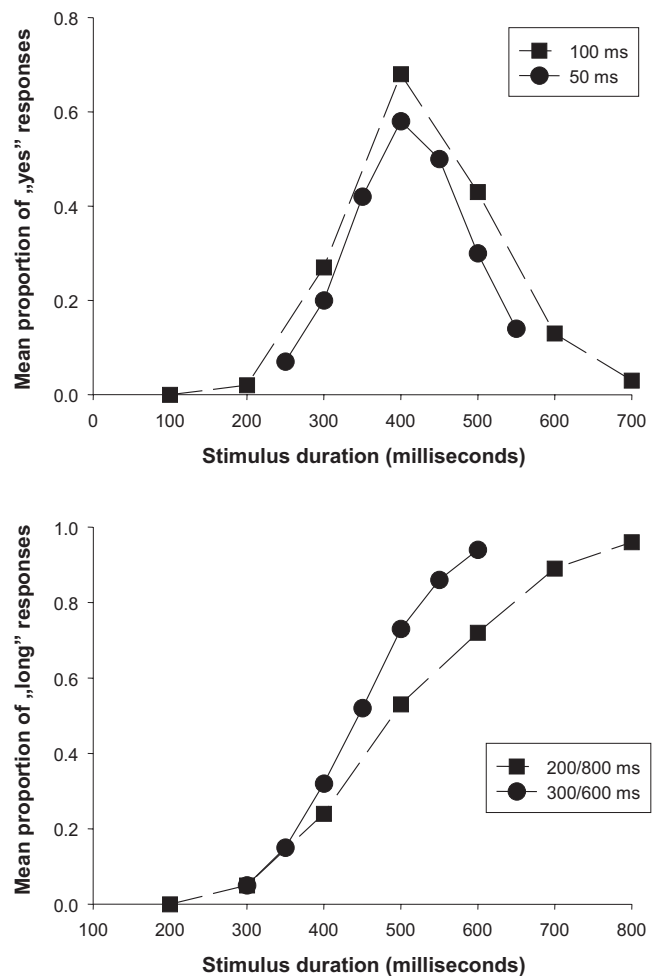 Mean proportion of „yes” responses
0.8
0.6
0.4
0.2
0.0
100 ms
50 ms
0 100 200 300 400 500 600 700
Stimulus duration (milliseconds)
Mean proportion of „long” responses
1.0
0.8
0.6
0.4
0.2
0.0
200/800 ms
300/600 ms
100 200 300 400 500 600 700 800
Stimulus duration (milliseconds)